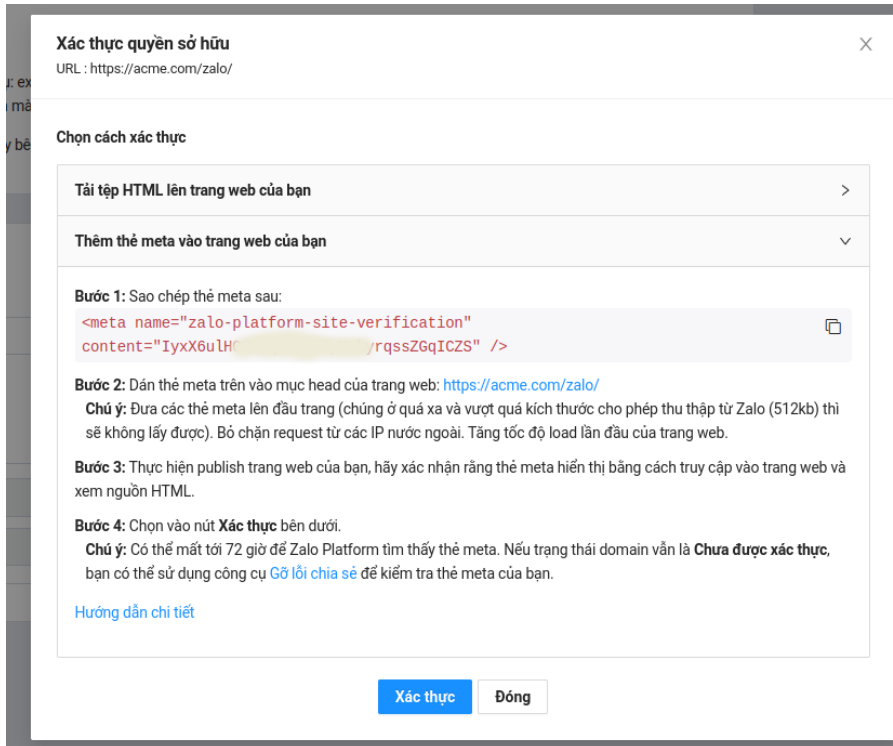 Xác thực quyền sở hữu
URL : https://acme.com/zalo/
Chọn cách xác thực
Tải tệp HTML lên trang web của bạn
Thêm thẻ meta vào trang web của bạn
Bước 1: Sao chép thẻ meta sau:
<meta name="zalo-platform-site-verification"
content="IyxX6ulH rqssZGqICZS" />
Bước 2: Dán thẻ meta trên vào mục head của trang web: https://acme.com/zalo/
Chú ý: Đưa các thẻ meta lên đầu trang (chúng ở quá xa và vượt quá kích thước cho phép thu thập từ Zalo (512kb) thì
sẽ không lấy được). Bỏ chặn request từ các IP nước ngoài. Tăng tốc độ load lần đầu của trang web.
Bước 3: Thực hiện publish trang web của bạn, hãy xác nhận rằng thẻ meta hiển thị bằng cách truy cập vào trang web và
xem nguồn HTML.
Bước 4: Chọn vào nút Xác thực bên dưới.
Chú ý: Có thể mất tới 72 giờ để Zalo Platform tìm thấy thẻ meta. Nếu trạng thái domain vẫn là Chưa được xác thực,
bạn có thể sử dụng công cụ Gỡ lỗi chia sẻ để kiểm tra thẻ meta của bạn.
Hướng dẫn chi tiết
Xác thực Đóng